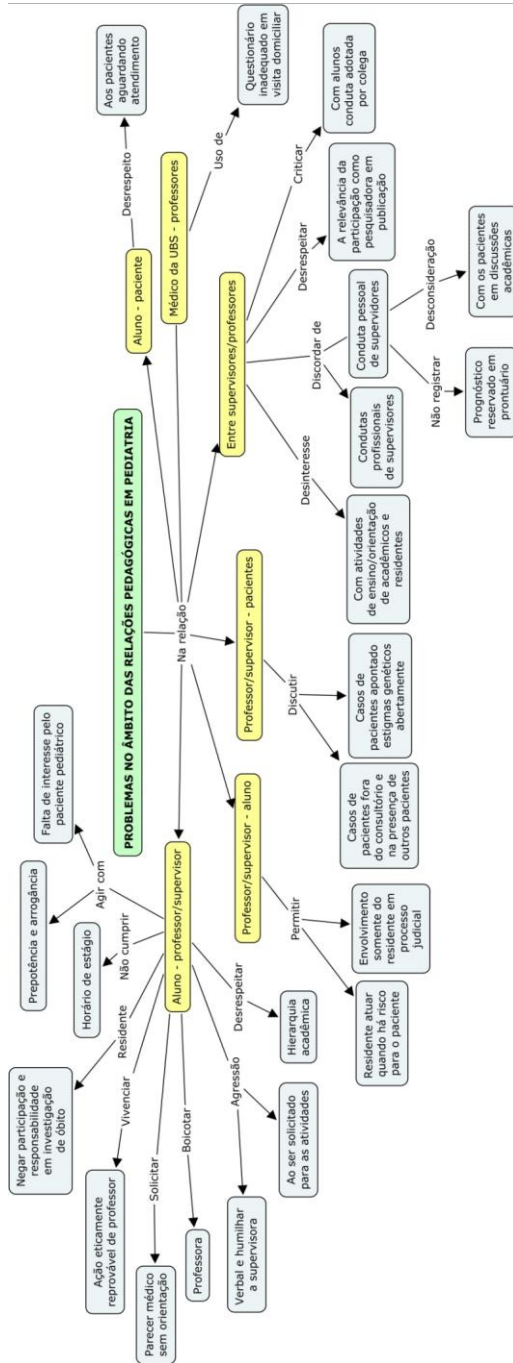 PROBLEMAS NO ÂMBITO DAS RELAÇÕES PEDAGÓGICAS EM PEDIATRIA
Na relação
Aluno - professor/supervisor
Agir com
Falta de interesse pelo
paciente pediátrico
Prepotência e arrogância
Não cumprir
Horário de estágio
Residente
Negar participação e
responsabilidade
em investigação
de óbito
Vivenciar
Ação eticamente
reprovável de professor
Solicitar
Parecer médico
sem orientação
Boicotar
Professora
Agressão
Verbal e humilhar
a supervisora
Ao ser solicitado
para as atividades
Desrespeitar
Hierarquia
acadêmica
Professor/supervisor - aluno
Permitir
Residente atuar
quando há risco
para o paciente
Envolvimento
somente do
residente em
processo
judicial
Professor/supervisor - pacientes
Discutir
Casos de
pacientes fora
do consultório e
na presença de
outros pacientes
Casos de
pacientes apontado
estigmas genéticos
abertamente
Entre supervisores/professores
Desinteresse
Com atividades
de ensino/orientação
de acadêmicos e
residentes
Discordar de
Condutas
profissionais
de supervisores
Conduta pessoal
de supervidores
Não registrar
Prognóstico
reservado em
prontuário
Desconsideração
Com os pacientes
em discussões
acadêmicas
Desrespeitar
A relevância da
participação como
pesquisadora em
publicação
Criticar
Com alunos
conduta adotada
por colega
Médico da UBS - professores
Uso de
Questionário
inadequado em
visita domiciliar
Aluno - paciente
Desrespeito
Aos pacientes
aguardando
atendimento